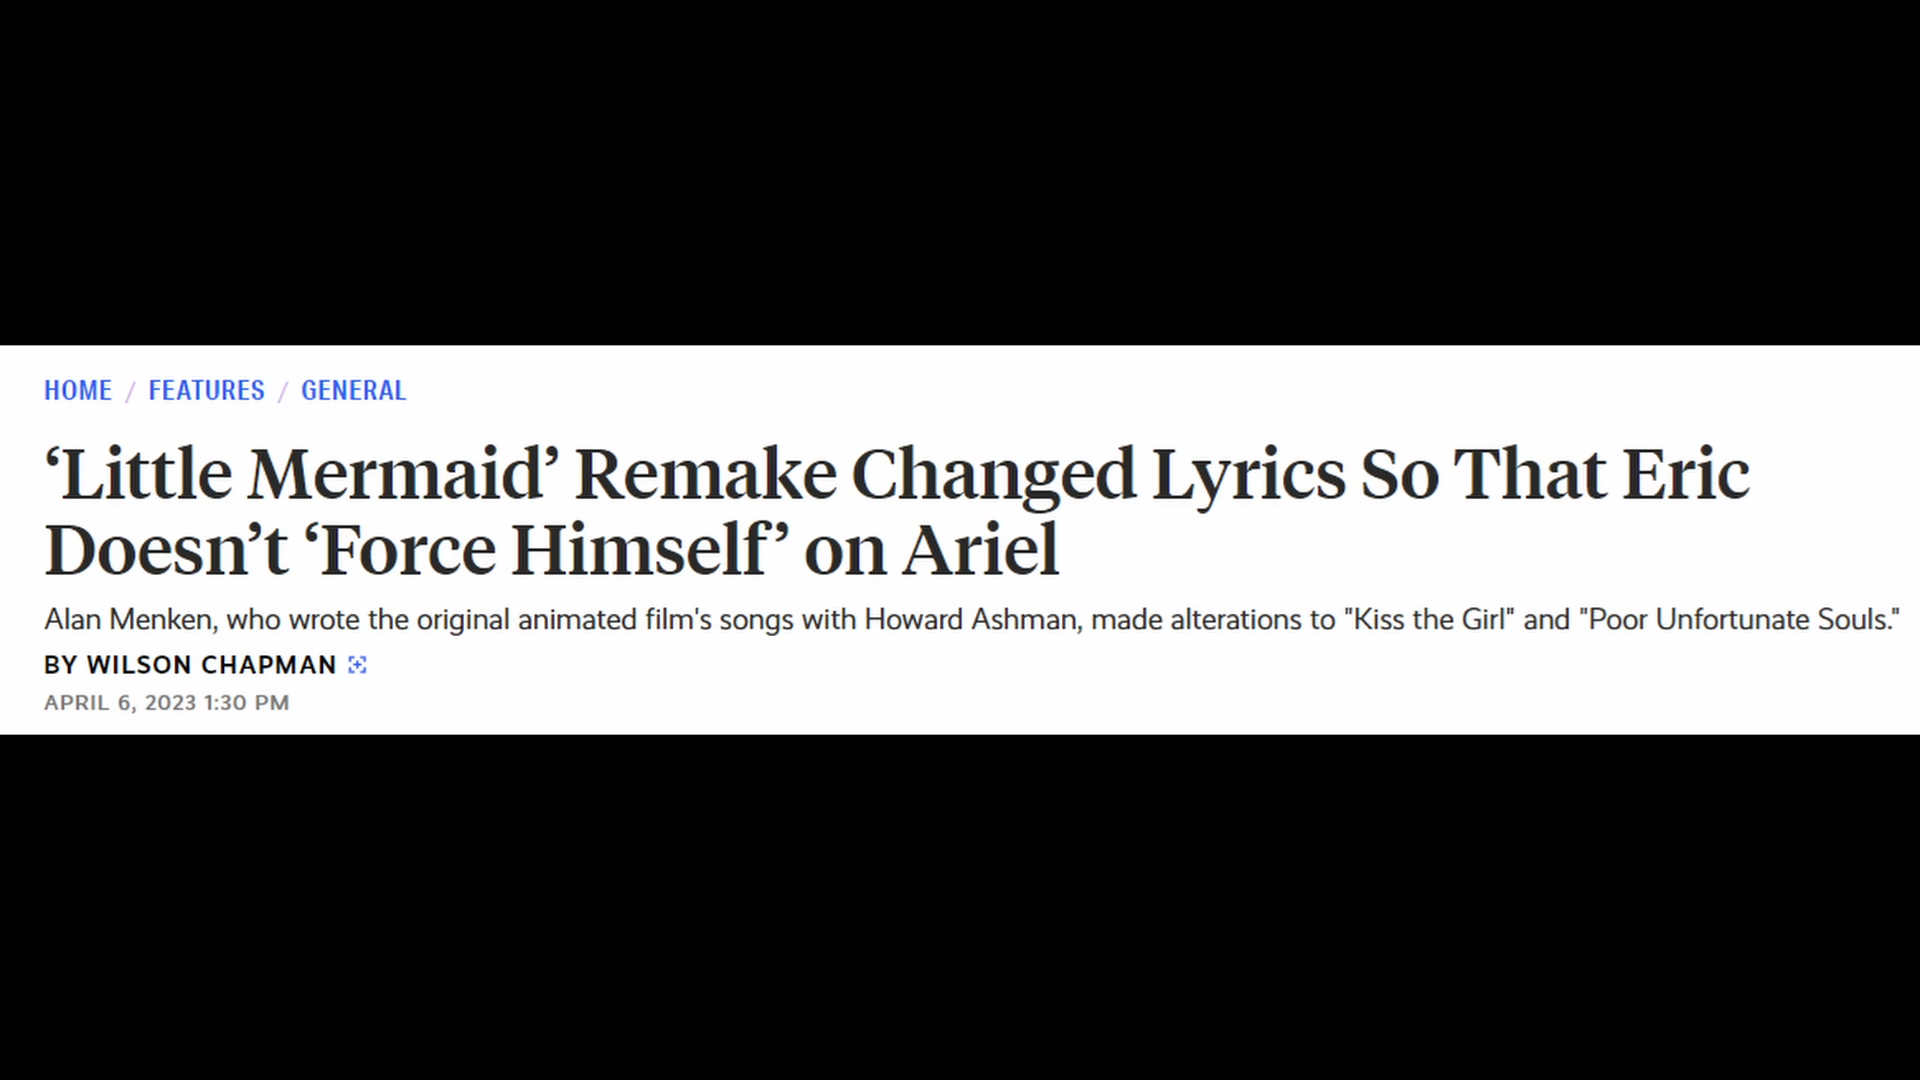 HOME / FEATURES / GENERAL
‘Little Mermaid’ Remake Changed Lyrics So That Eric
Doesn’t ‘Force Himself’ on Ariel
Alan Menken, who wrote the original animated film's songs with Howard Ashman, made alterations to "Kiss the Girl" and "Poor Unfortunate Souls."
BY WILSON CHAPMAN
APRIL 6, 2023 1:30 PM